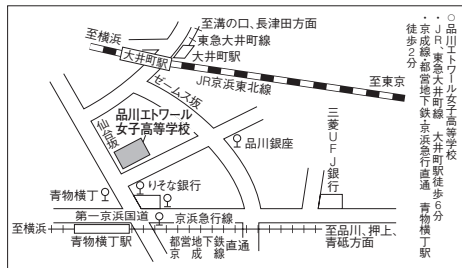 ○品川エトワール女子高等学校
・JR、東急大井町線　大井町駅徒歩6分
・京成線・都営地下鉄・京浜急行直通　青物横丁駅
徒歩2分
至溝の口、長津田方面
至横浜
東急大井町線
大井町駅
大井町駅
JR京浜東北線
至東京
ゼームス坂
仙台坂
品川エトワール
女子高等学校
品川銀座
三菱UFJ銀行
青物横丁
りそな銀行
第一京浜国道
京浜急行線
至横浜
青物横丁駅
都営地下鉄
京成線
直通
至品川、押上、
青砥方面